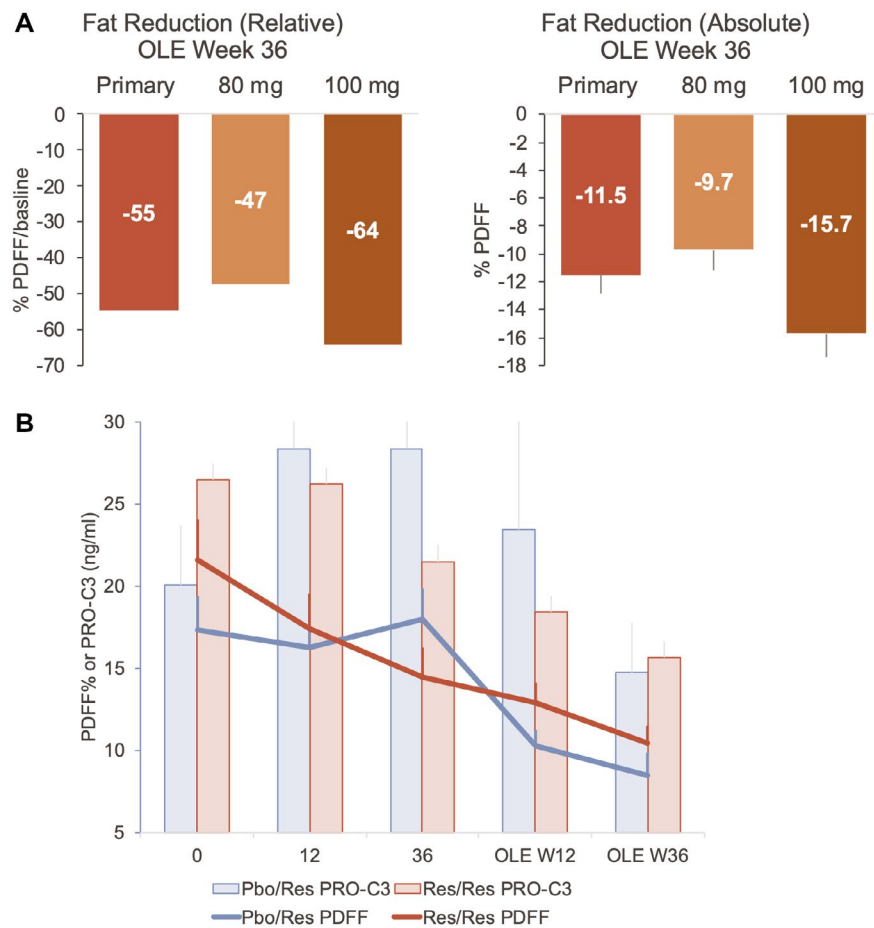 A
Fat Reduction (Relative)
OLE Week 36
Primary 80 mg 100 mg
% PDFF/basline
0
-10
-20
-30
-40
-50
-60
-70
-55
-47
-64
Fat Reduction (Absolute)
OLE Week 36
Primary 80 mg 100 mg
% PDFF
0
-2
-4
-6
-8
-10
-12
-14
-16
-18
-11.5
-9.7
-15.7
B
PDFF% or PRO-C3 (ng/ml)
30
25
20
15
10
5
0 12 36 OLE W12 OLE W36
Pbo/Res PRO-C3 Res/Res PRO-C3
Pbo/Res PDFF Res/Res PDFF